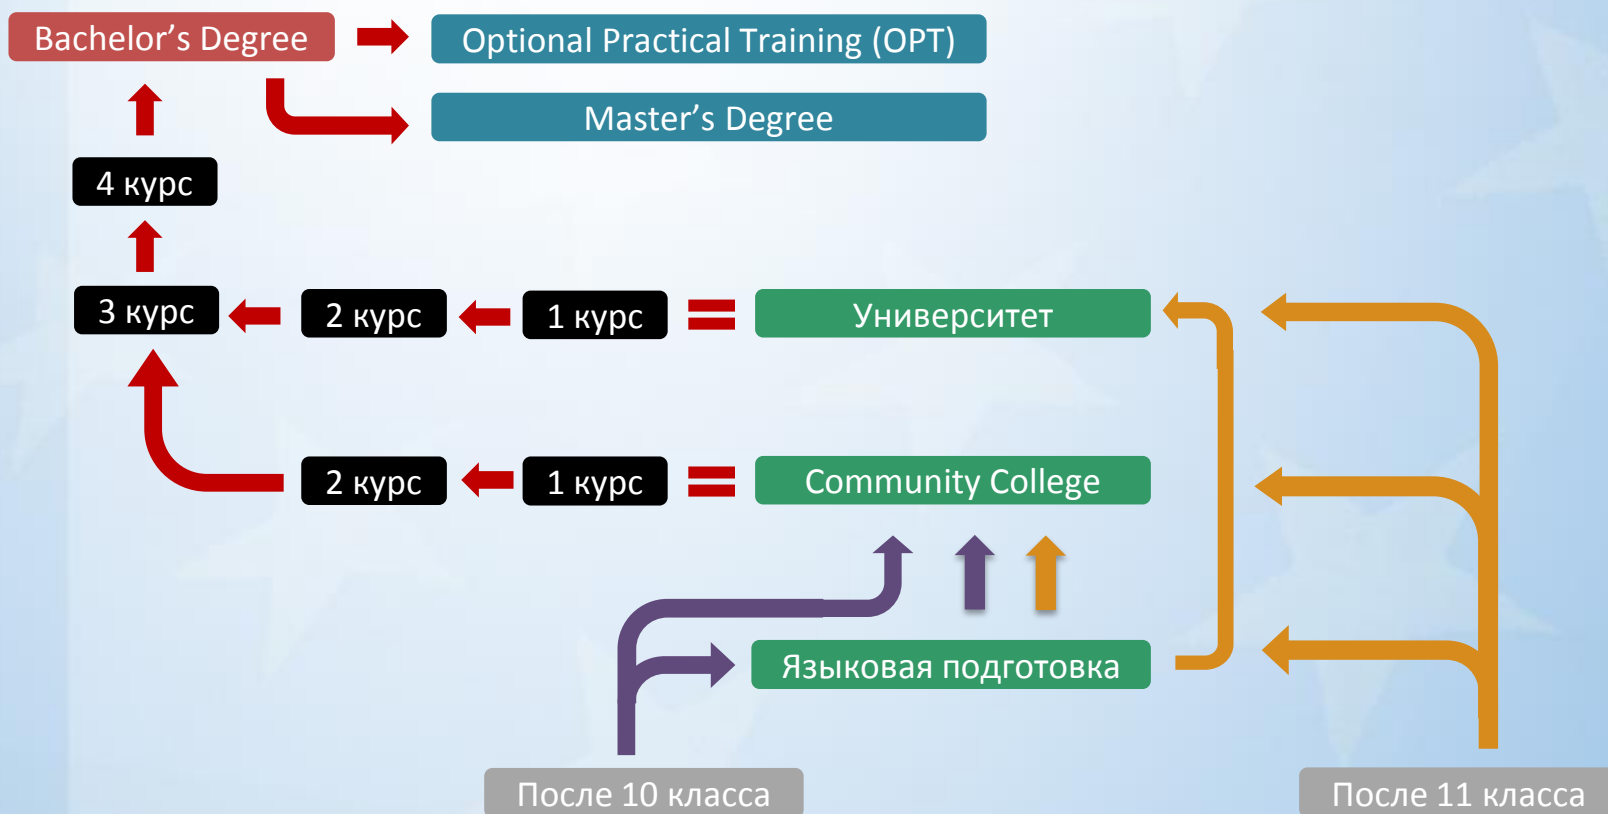 Bachelor’s Degree
Optional Practical Training (OPT)
Master’s Degree
4 курс
3 курс
2 курс
1 курс
Университет
2 курс
1 курс
Community College
Языковая подготовка
После 10 класса
После 11 класса